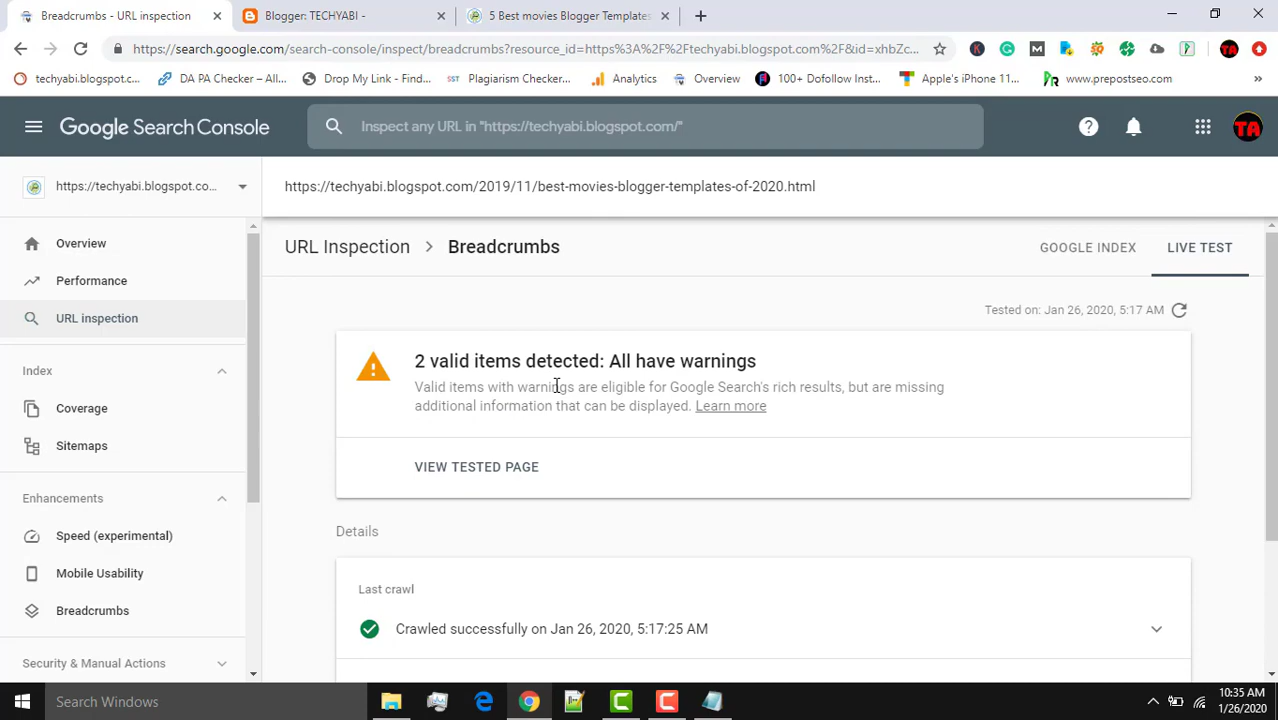 Breadcrumbs - URL inspection
Blogger: TECHYABI -
5 Best movies Blogger Templates
https://search.google.com/search-console/inspect/breadcrumbs?resource_id=https%3A%2F%2Ftechyabi.blogspot.com%2F&id=xhbZc...
techyabi.blogspot.c...
DA PA Checker – All...
Drop My Link - Find...
Plagiarism Checker...
Analytics
Overview
100+ Dofollow Inst...
Apple's iPhone 11...
www.prepostseo.com
»
Google Search Console
Inspect any URL in "https://techyabi.blogspot.com/"
TA
https://techyabi.blogspot.co...
https://techyabi.blogspot.com/2019/11/best-movies-blogger-templates-of-2020.html
Overview
Performance
URL inspection
Index
Coverage
Sitemaps
Enhancements
Speed (experimental)
Mobile Usability
Breadcrumbs
Security & Manual Actions
URL Inspection > Breadcrumbs
GOOGLE INDEX
LIVE TEST
Tested on: Jan 26, 2020, 5:17 AM
2 valid items detected: All have warnings
Valid items with warnings are eligible for Google Search's rich results, but are missing
additional information that can be displayed. Learn more
VIEW TESTED PAGE
Details
Last crawl
Crawled successfully on Jan 26, 2020, 5:17:25 AM
Search Windows
10:35 AM
1/26/2020